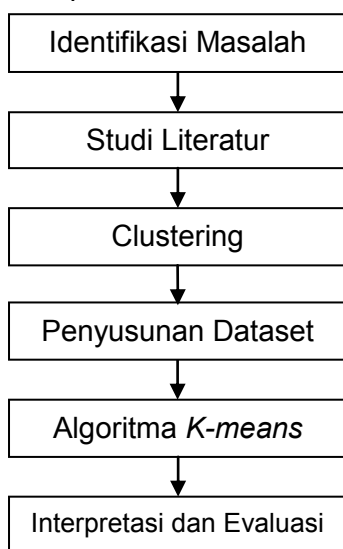 Identifikasi Masalah
Studi Literatur
Clustering
Penyusunan Dataset
Algoritma K-means
Interpretasi dan Evaluasi